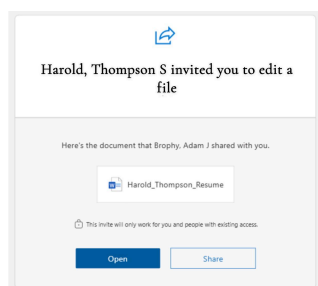 Harold, Thompson S invited you to edit a
file
Here's the document that Brophy, Adam J shared with you.
Harold_Thompson_Resume
This invite will only work for you and people with existing access.
Open
Share